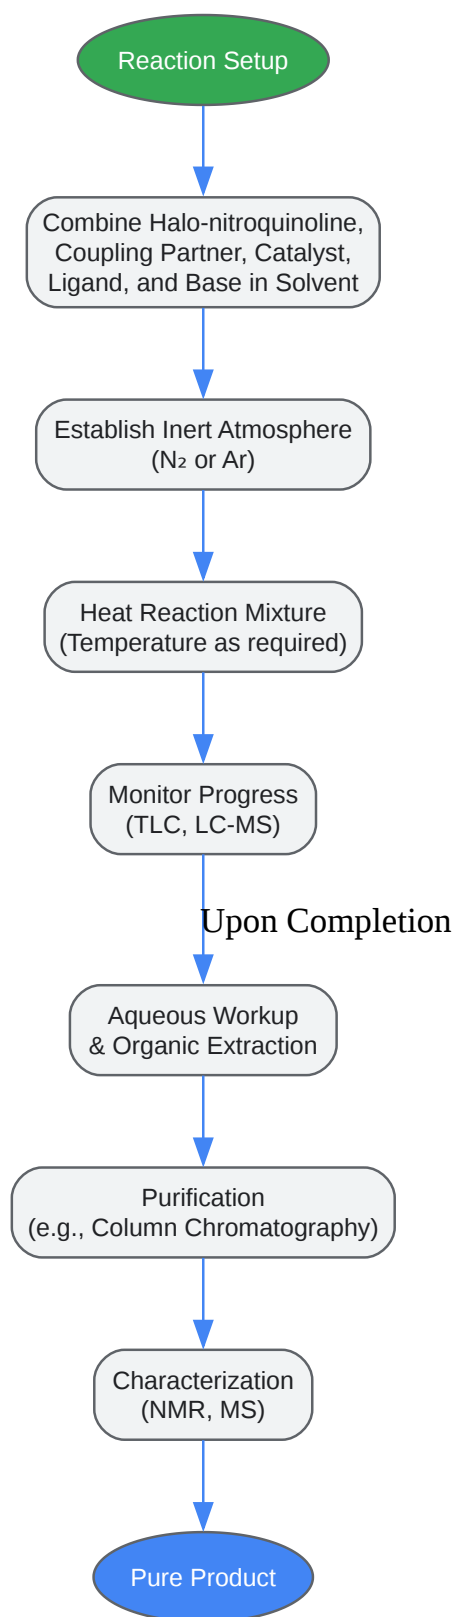 Reaction Setup
Combine Halo-nitroquinoline,
Coupling Partner, Catalyst,
Ligand, and Base in Solvent
Establish Inert Atmosphere
(N₂ or Ar)
Heat Reaction Mixture
(Temperature as required)
Monitor Progress
(TLC, LC-MS)
Upon Completion
Aqueous Workup
& Organic Extraction
Purification
(e.g., Column Chromatography)
Characterization
(NMR, MS)
Pure Product